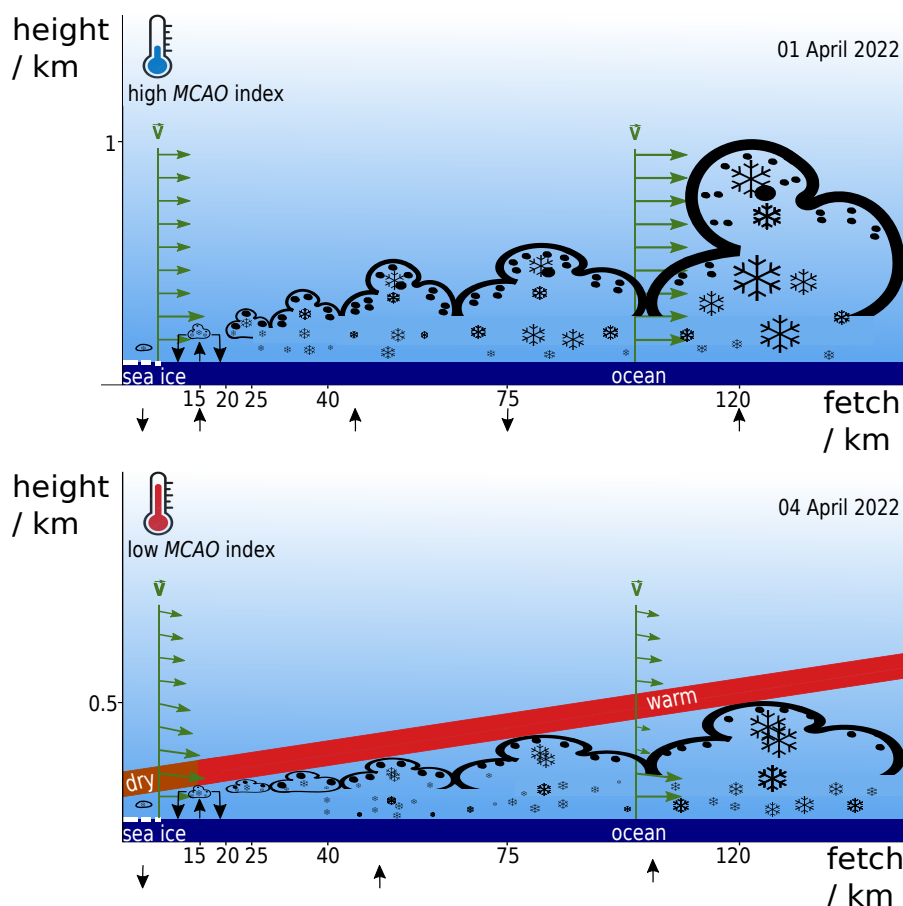 height
/ km
01 April 2022
high MCAO index
v⃗
v⃗
1
sea ice
ocean
15 20 25 40 75 120
fetch
/ km
height
/ km
04 April 2022
low MCAO index
v⃗
v⃗
0.5
warm
dry
sea ice
ocean
15 20 25 40 75 120
fetch
/ km